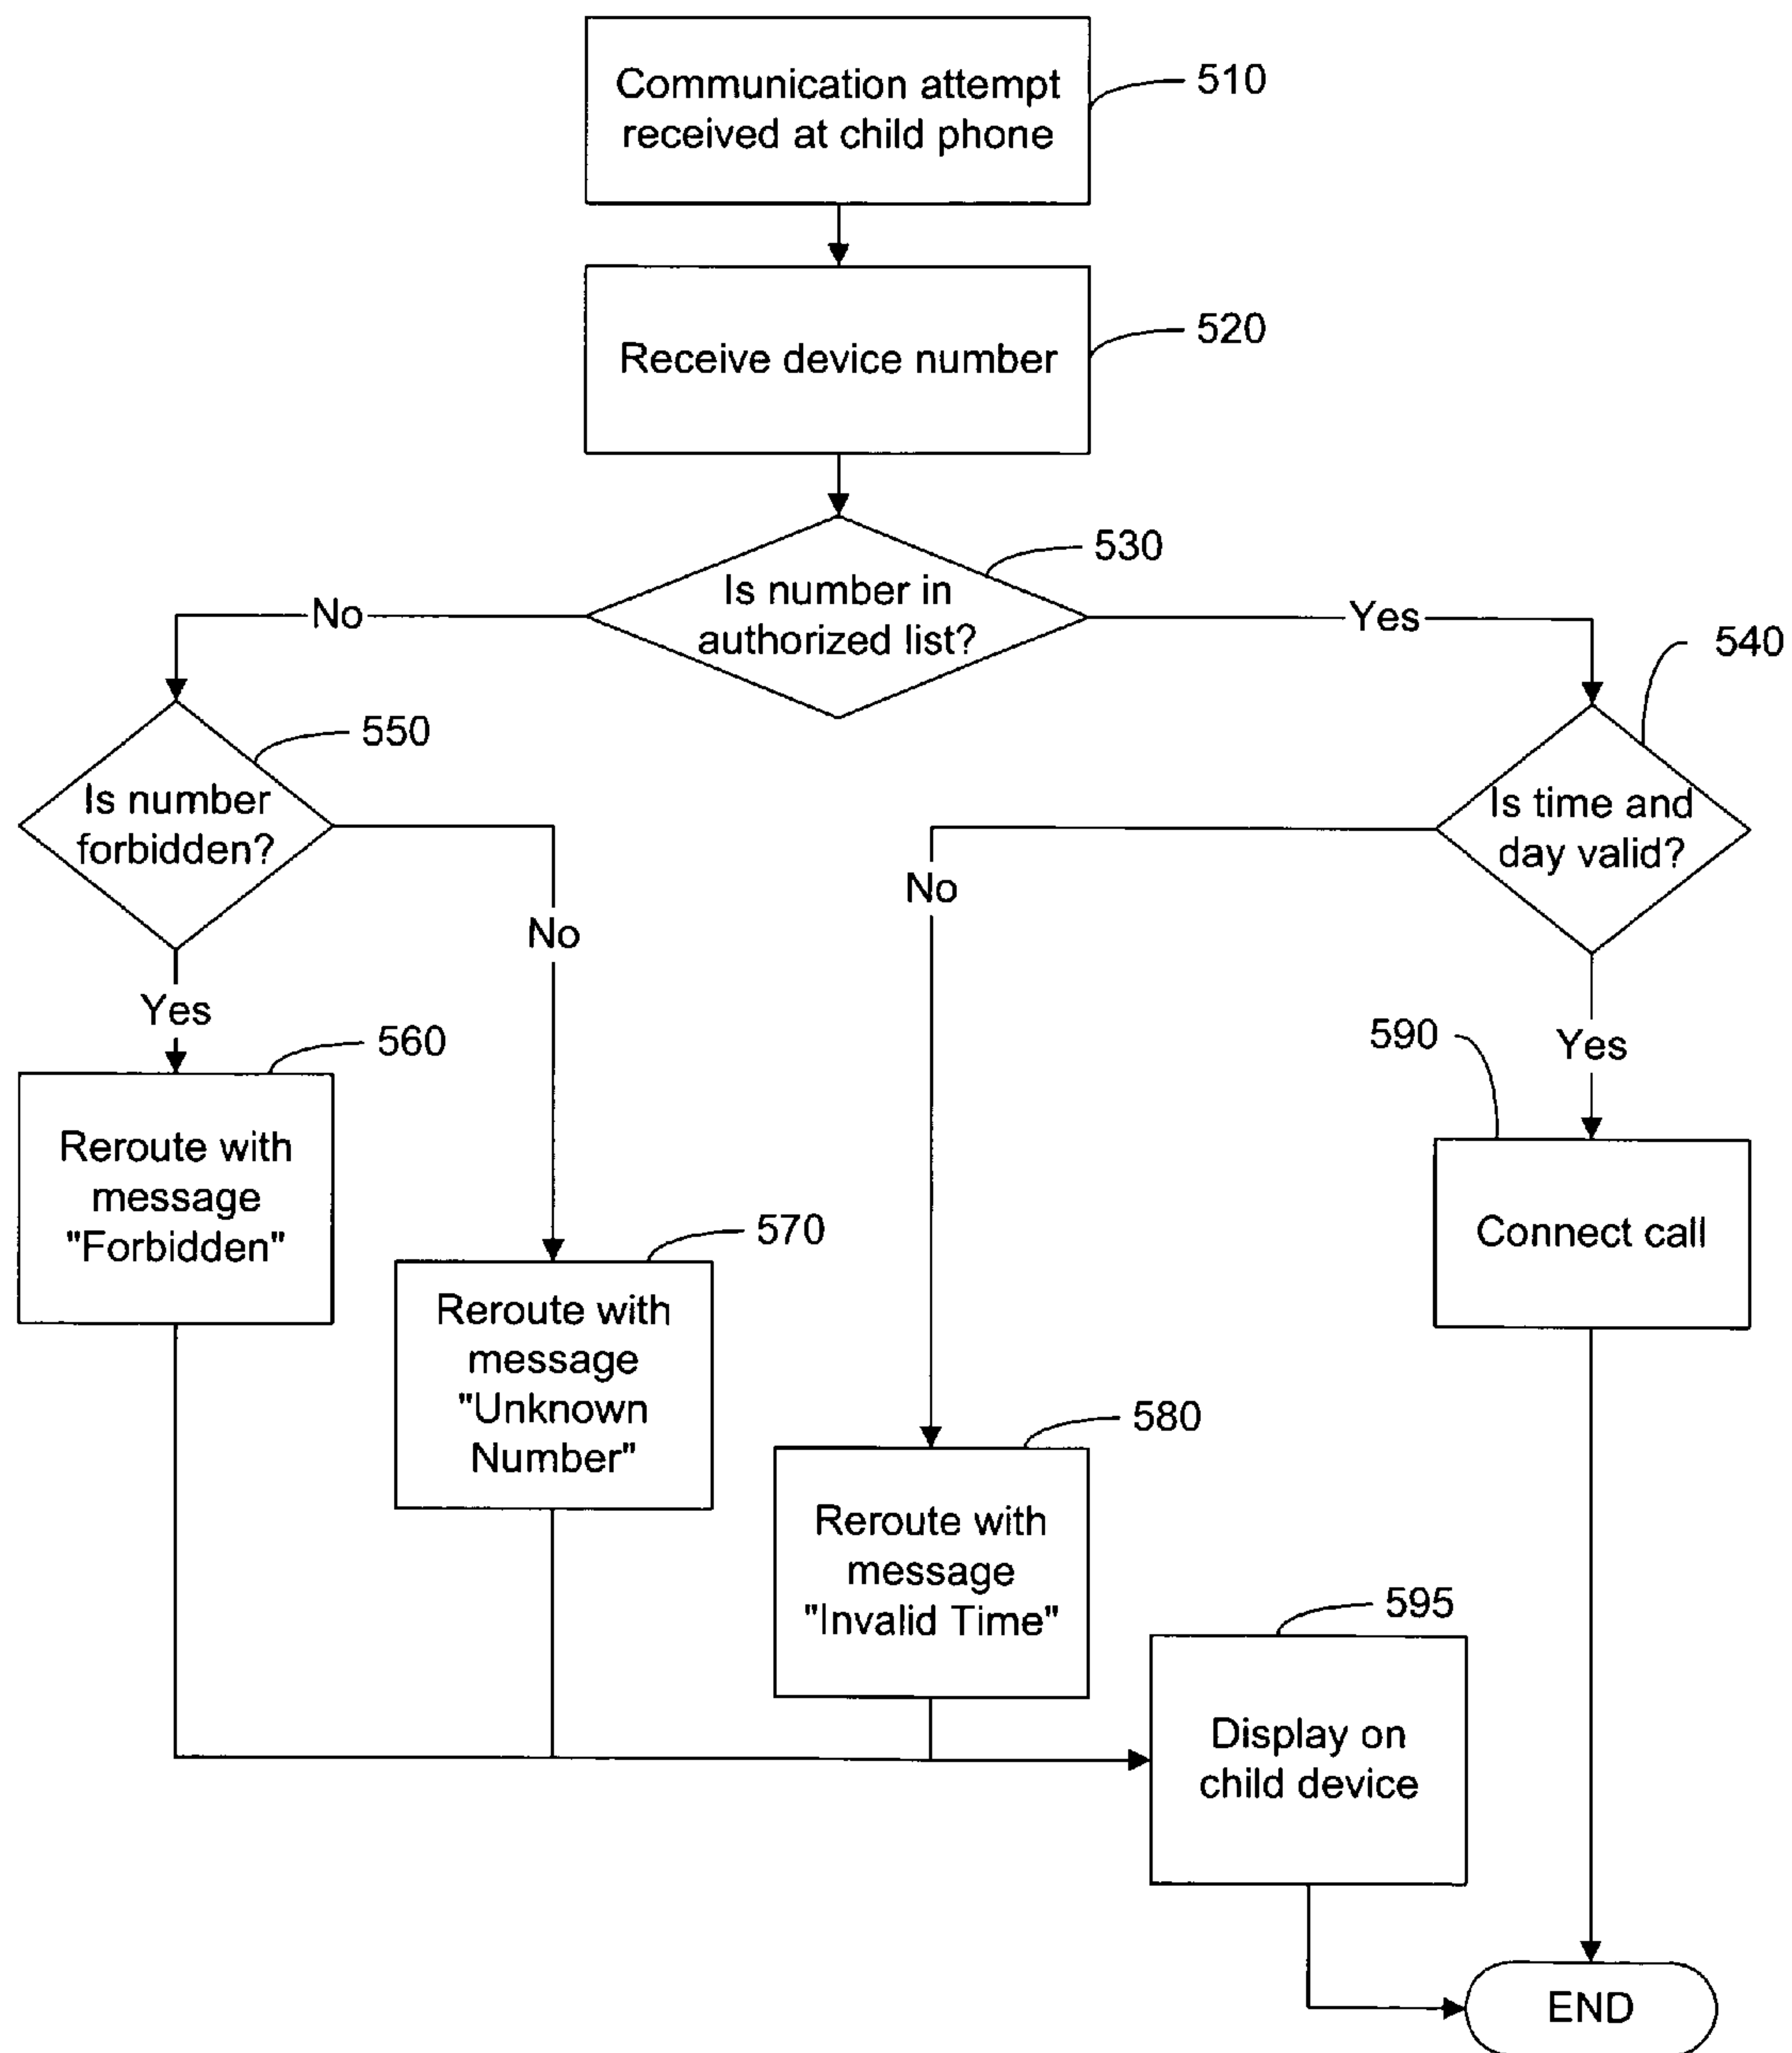 Communication attempt
received at child phone
510
Receive device number
520
Is number in
authorized list?
530
No
Yes
540
550
Is number
forbidden?
Is time and
day valid?
No
No
Yes
560
590
Yes
Reroute with
message
"Forbidden"
570
Connect call
Reroute with
message
"Unknown
Number"
580
Reroute with
message
"Invalid Time"
595
Display on
child device
END